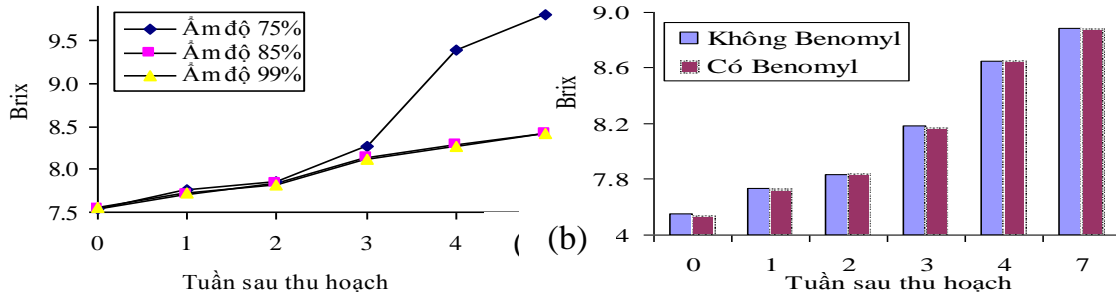 Brix
9.5
9.0
8.5
8.0
7.5
0
1
2
3
4
Ẩm độ 75%
Ẩm độ 85%
Ẩm độ 99%
Tuần sau thu hoạch
(b)
Brix
9.0
8.6
8.2
7.8
4
0
1
2
3
4
7
Không Benomyl
Có Benomyl
Tuần sau thu hoạch